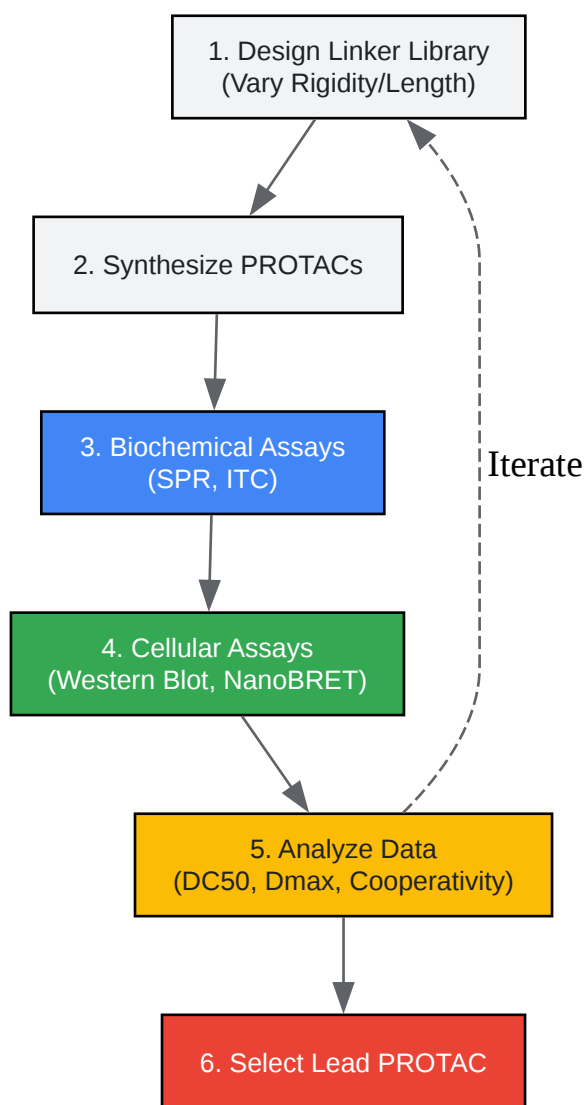 1. Design Linker Library
(Vary Rigidity/Length)
2. Synthesize PROTACs
3. Biochemical Assays
(SPR, ITC)
Iterate
4. Cellular Assays
(Western Blot, NanoBRET)
5. Analyze Data
(DC50, Dmax, Cooperativity)
6. Select Lead PROTAC